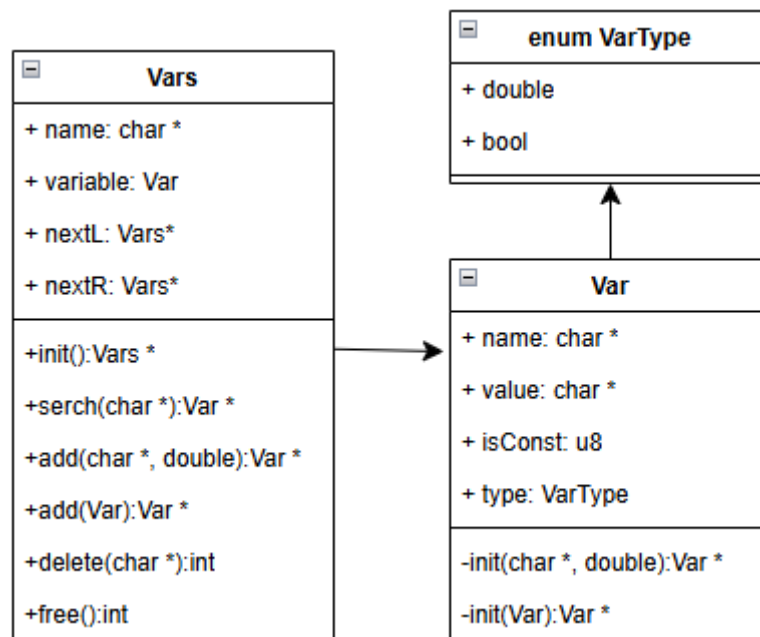 Vars
+ name: char *
+ variable: Var
+ nextL: Vars*
+ nextR: Vars*
+init():Vars *
+serch(char *):Var *
+add(char *, double):Var *
+add(Var):Var *
+delete(char *):int
+free():int
enum VarType
+ double
+ bool
Var
+ name: char *
+ value: char *
+ isConst: u8
+ type: VarType
-init(char *, double):Var *
-init(Var):Var *